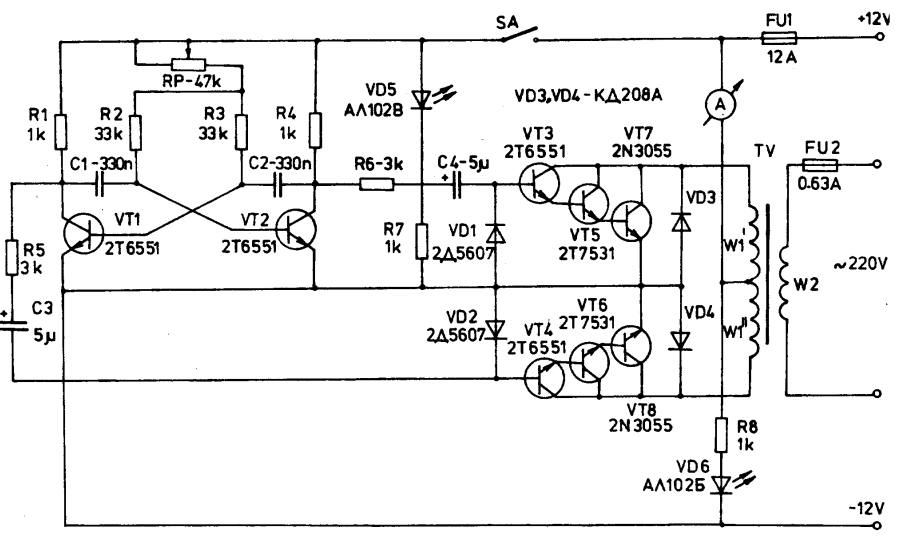 SA
FU1
+12V
12A
RP-47k
VD5
АЛ102В
VD3,VD4-КД208А
A
R1
1k
R2
33k
R3
33k
R4
1k
VT3
2T6551
VT7
2N3055
TV
FU2
0.63A
C1-330n
C2-330n
R6-3k
C4-5μ
+
VT1
2T6551
VT2
2T6551
R7
1k
VD1
2Д5607
VT5
2T7531
VD3
W1'
R5
3k
~220V
W2
+
C3
5μ
VD2
2Д5607
VT6
2T7531
VT4
2T6551
VD4
W1"
VT8
2N3055
R8
1k
VD6
АЛ102Б
-12V